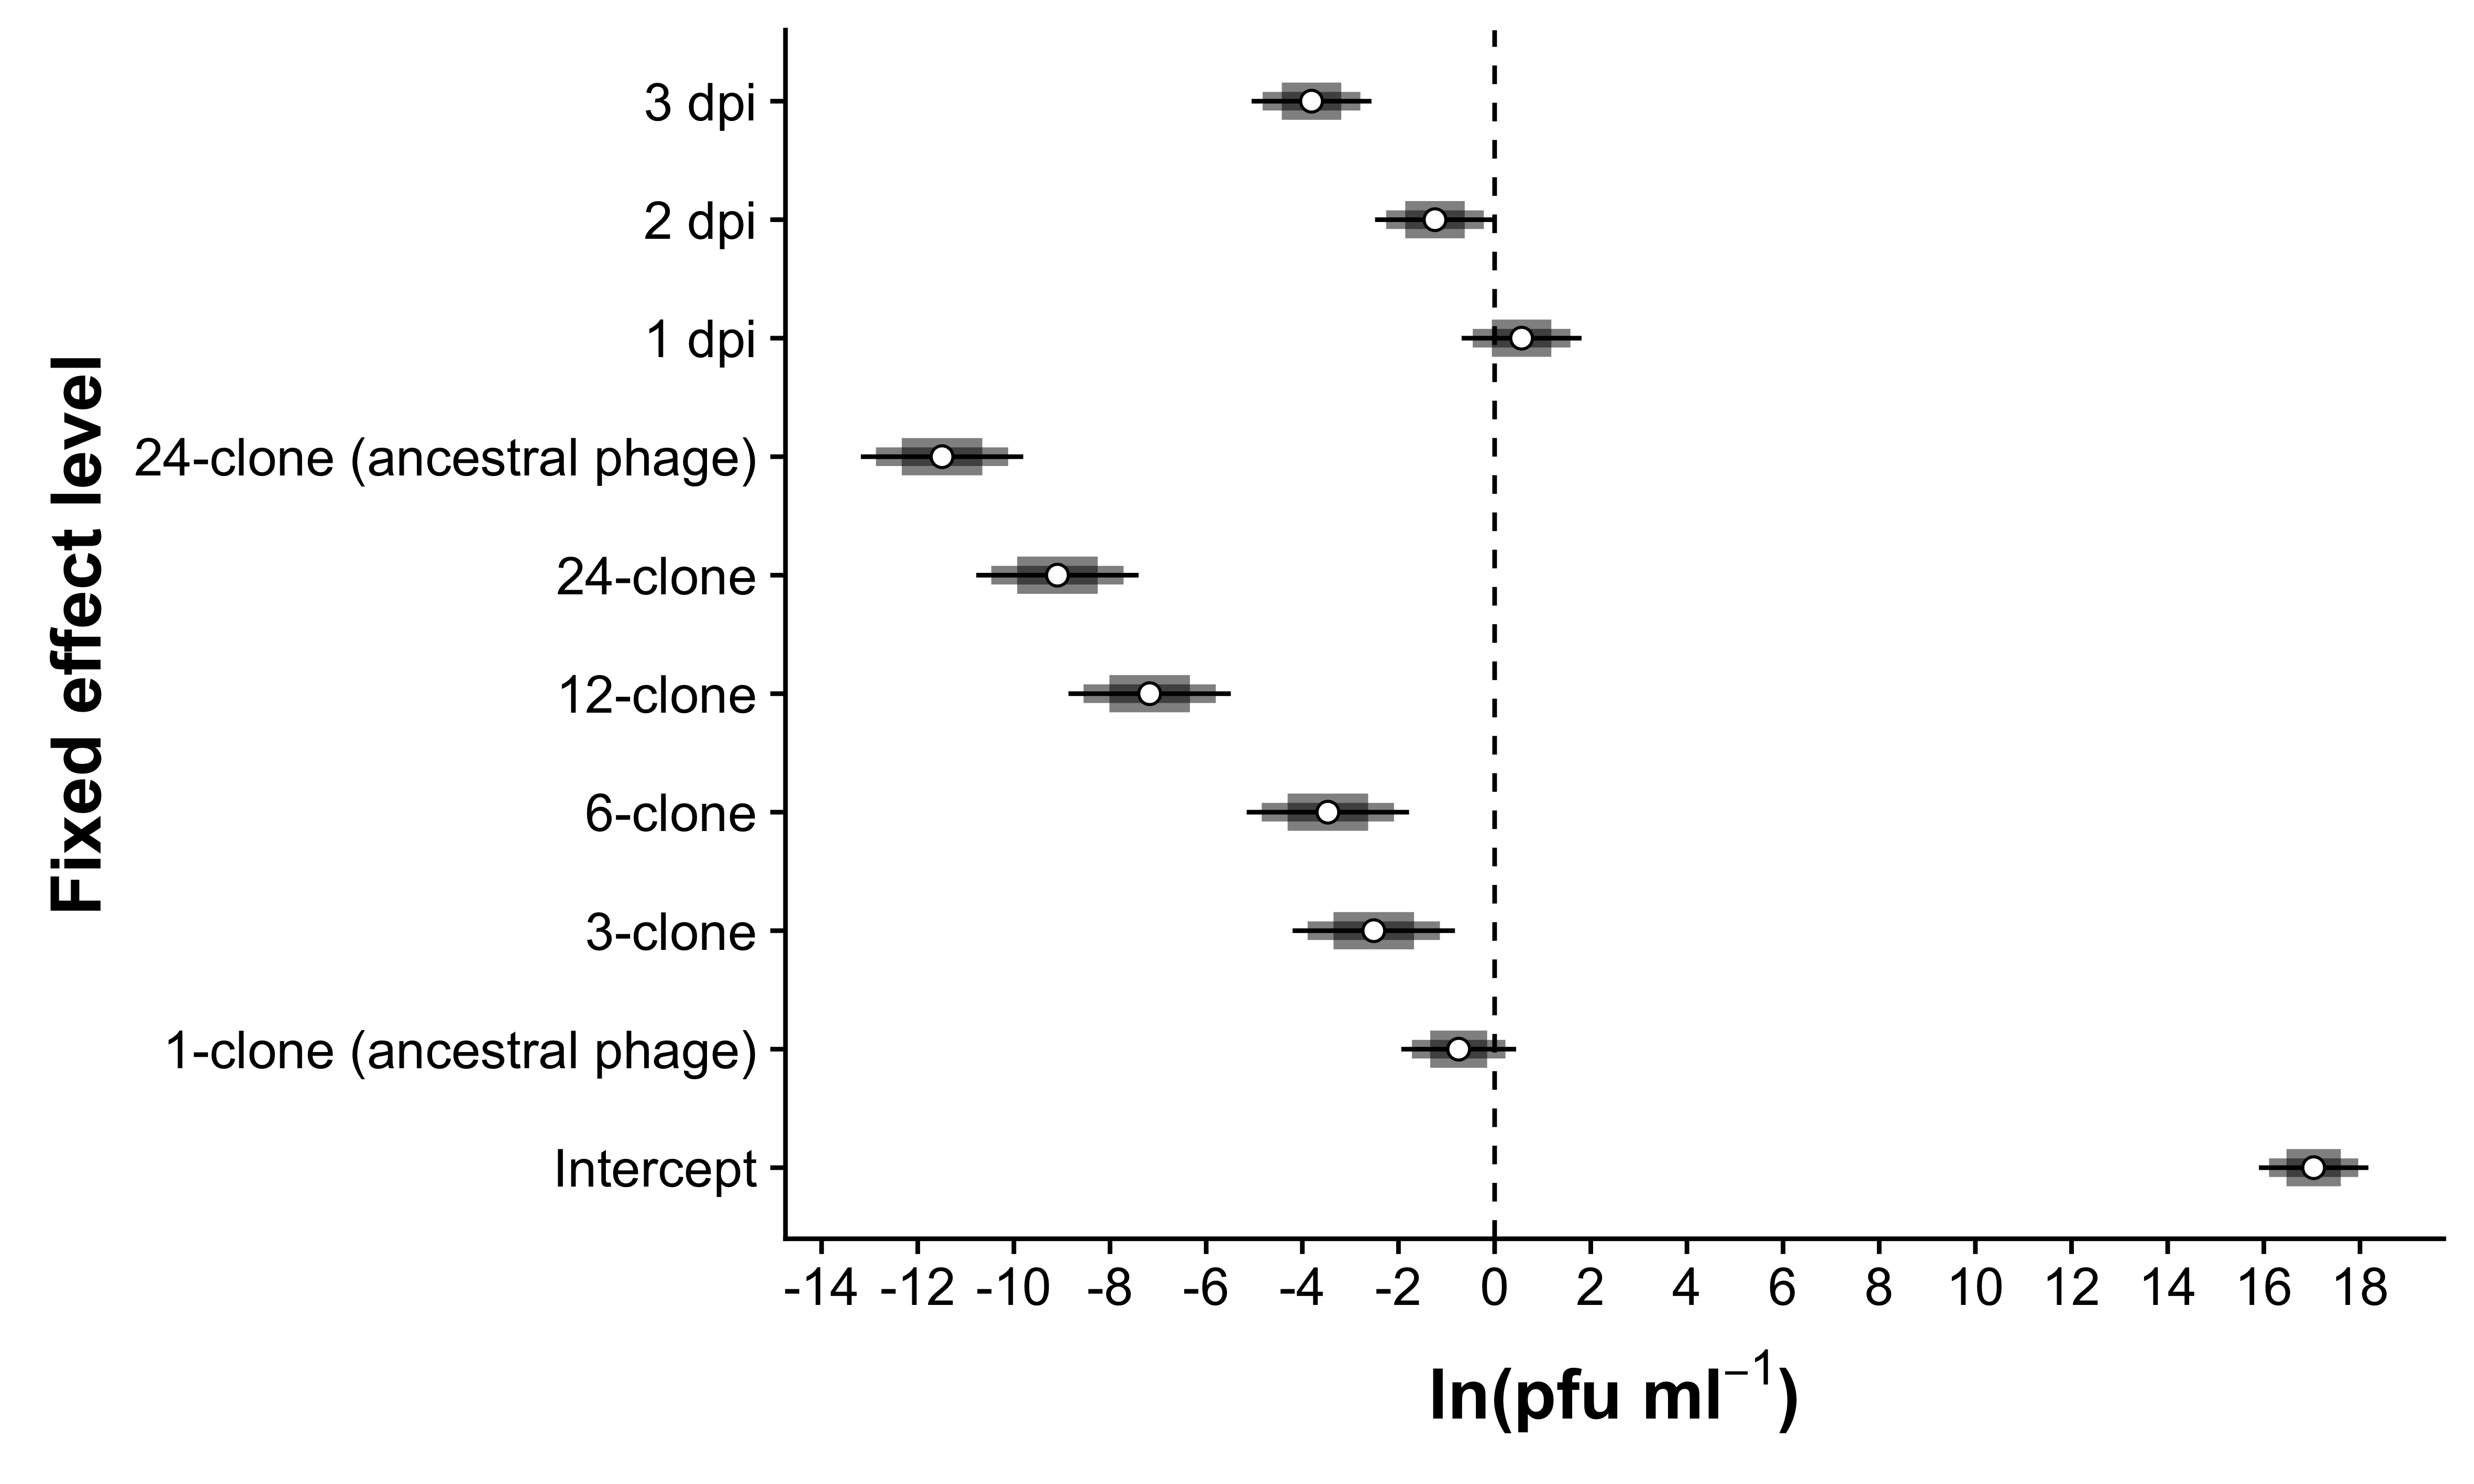 Fixed effect level
3 dpi
2 dpi
1 dpi
24-clone (ancestral phage)
24-clone
12-clone
6-clone
3-clone
1-clone (ancestral phage)
Intercept
-14 -12 -10 -8 -6 -4 -2 0 2 4 6 8 10 12 14 16 18
ln(pfu ml⁻¹)